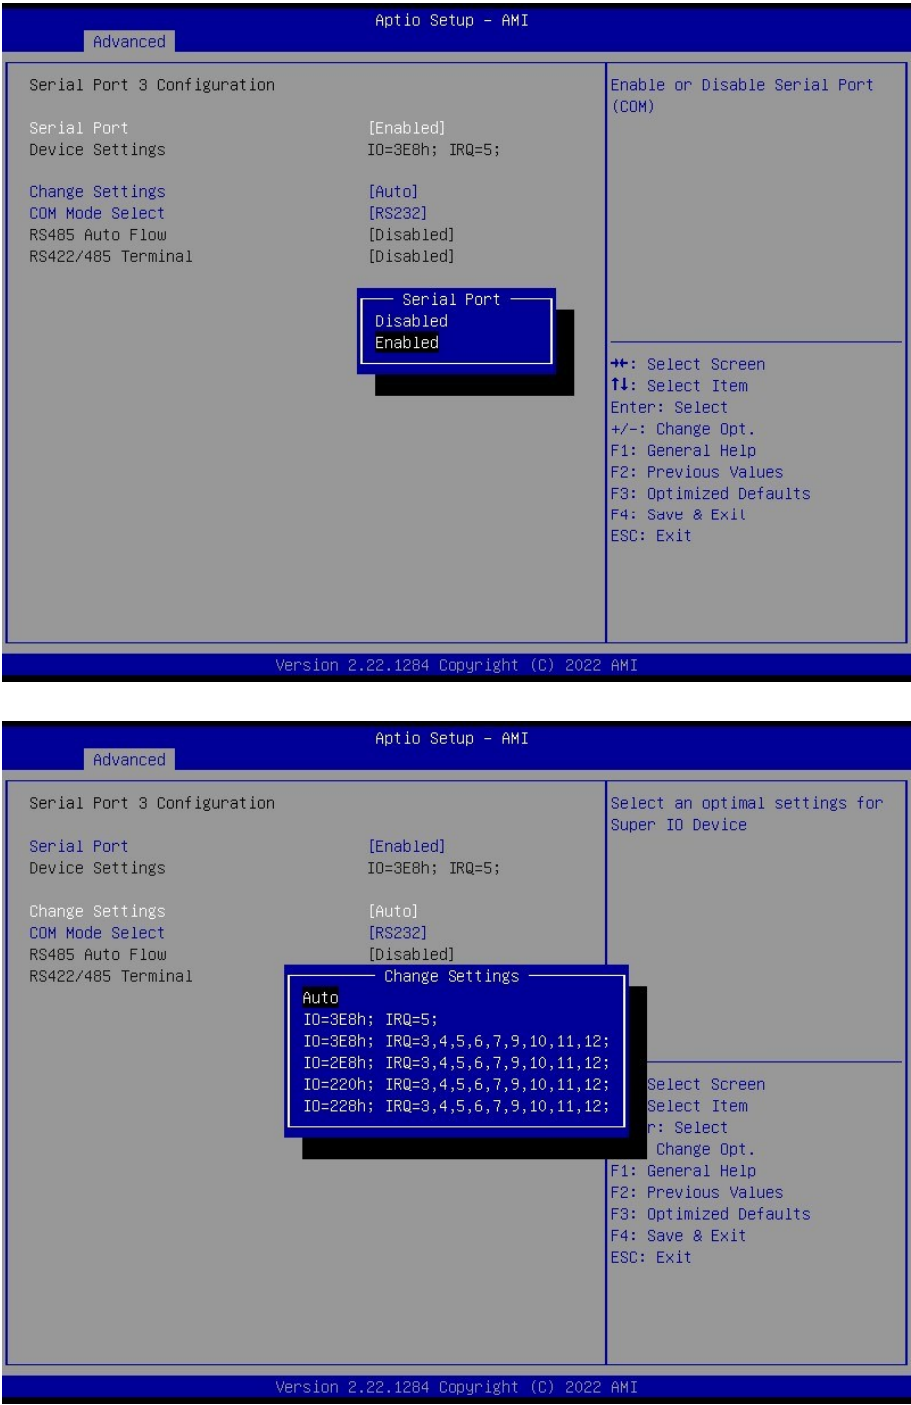 Aptio Setup – AMI
Advanced
Serial Port 3 Configuration
Serial Port [Enabled]
Device Settings IO=3E8h; IRQ=5;
Change Settings [Auto]
COM Mode Select [RS232]
RS485 Auto Flow [Disabled]
RS422/485 Terminal [Disabled]
Serial Port
Disabled
Enabled
Enable or Disable Serial Port
(COM)
→←: Select Screen
↑↓: Select Item
Enter: Select
+/-: Change Opt.
F1: General Help
F2: Previous Values
F3: Optimized Defaults
F4: Save & Exit
ESC: Exit
Version 2.22.1284 Copyright (C) 2022 AMI
Aptio Setup – AMI
Advanced
Serial Port 3 Configuration
Serial Port [Enabled]
Device Settings IO=3E8h; IRQ=5;
Change Settings [Auto]
COM Mode Select [RS232]
RS485 Auto Flow [Disabled]
RS422/485 Terminal
Change Settings
Auto
IO=3E8h; IRQ=5;
IO=3E8h; IRQ=3,4,5,6,7,9,10,11,12;
IO=2E8h; IRQ=3,4,5,6,7,9,10,11,12;
IO=220h; IRQ=3,4,5,6,7,9,10,11,12;
IO=228h; IRQ=3,4,5,6,7,9,10,11,12;
Select an optimal settings for
Super IO Device
Select Screen
Select Item
r: Select
Change Opt.
F1: General Help
F2: Previous Values
F3: Optimized Defaults
F4: Save & Exit
ESC: Exit
Version 2.22.1284 Copyright (C) 2022 AMI